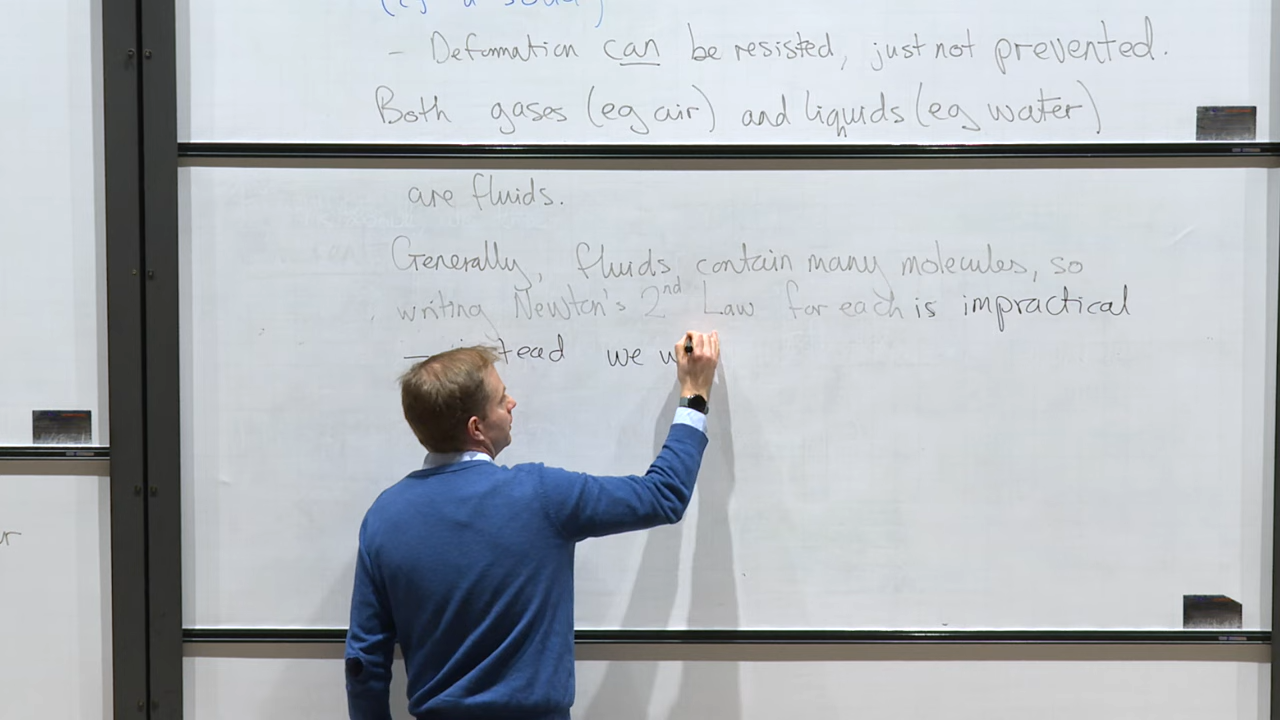 - Deformation can be resisted, just not prevented.
Both gases (eg air) and liquids (eg water)
are fluids.
Generally, fluids contain many molecules, so
writing Newton's 2nd Law for each is impractical
we